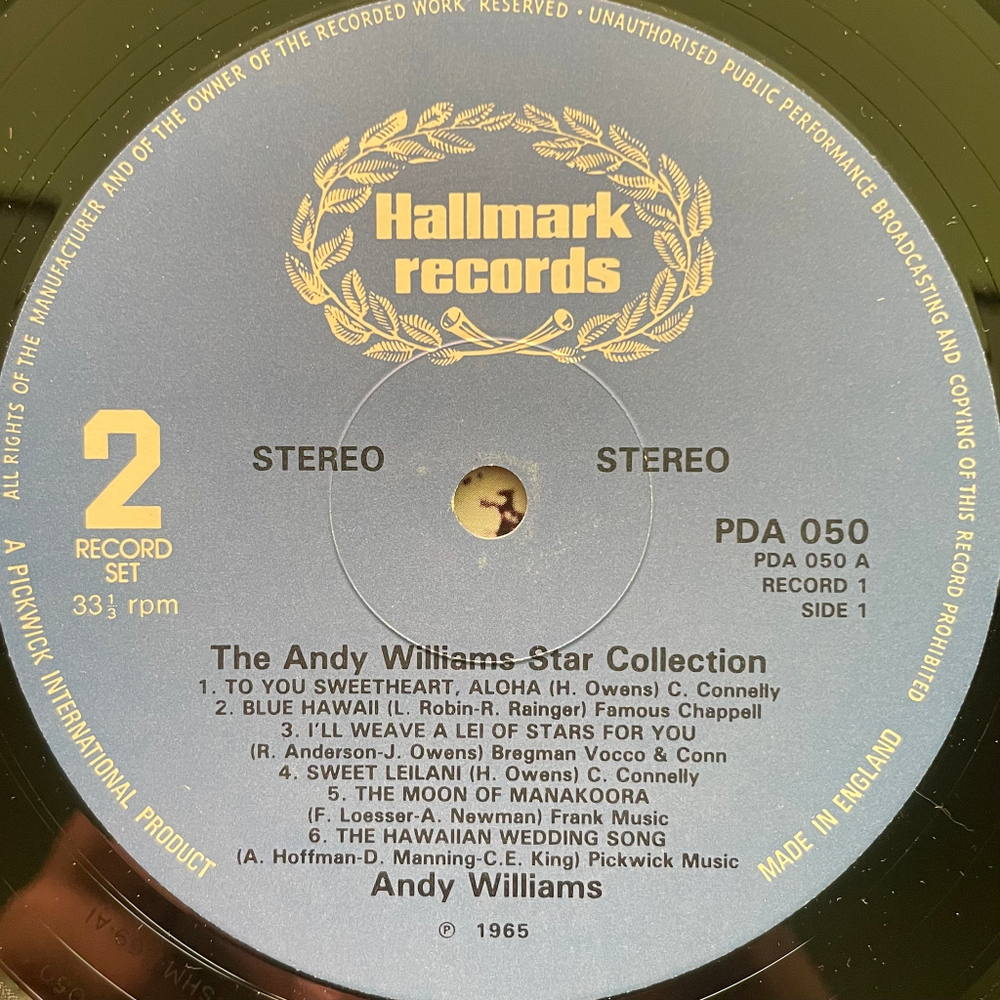 ALL RIGHTS OF THE MANUFACTURER AND OF THE OWNER OF THE RECORDED WORK RESERVED · UNAUTHORISED PUBLIC PERFORMANCE BROADCASTING AND COPYING OF THIS RECORD PROHIBITED
Hallmark
records
STEREO STEREO
2
RECORD
SET
33⅓ rpm
PDA 050
PDA 050 A
RECORD 1
SIDE 1
The Andy Williams Star Collection
1. TO YOU SWEETHEART, ALOHA (H. Owens) C. Connelly
2. BLUE HAWAII (L. Robin-R. Rainger) Famous Chappell
3. I'LL WEAVE A LEI OF STARS FOR YOU
(R. Anderson-J. Owens) Bregman Vocco & Conn
4. SWEET LEILANI (H. Owens) C. Connelly
5. THE MOON OF MANAKOORA
(F. Loesser-A. Newman) Frank Music
6. THE HAWAIIAN WEDDING SONG
(A. Hoffman-D. Manning-C.E. King) Pickwick Music
Andy Williams
℗ 1965
A PICKWICK INTERNATIONAL PRODUCT
MADE IN ENGLAND